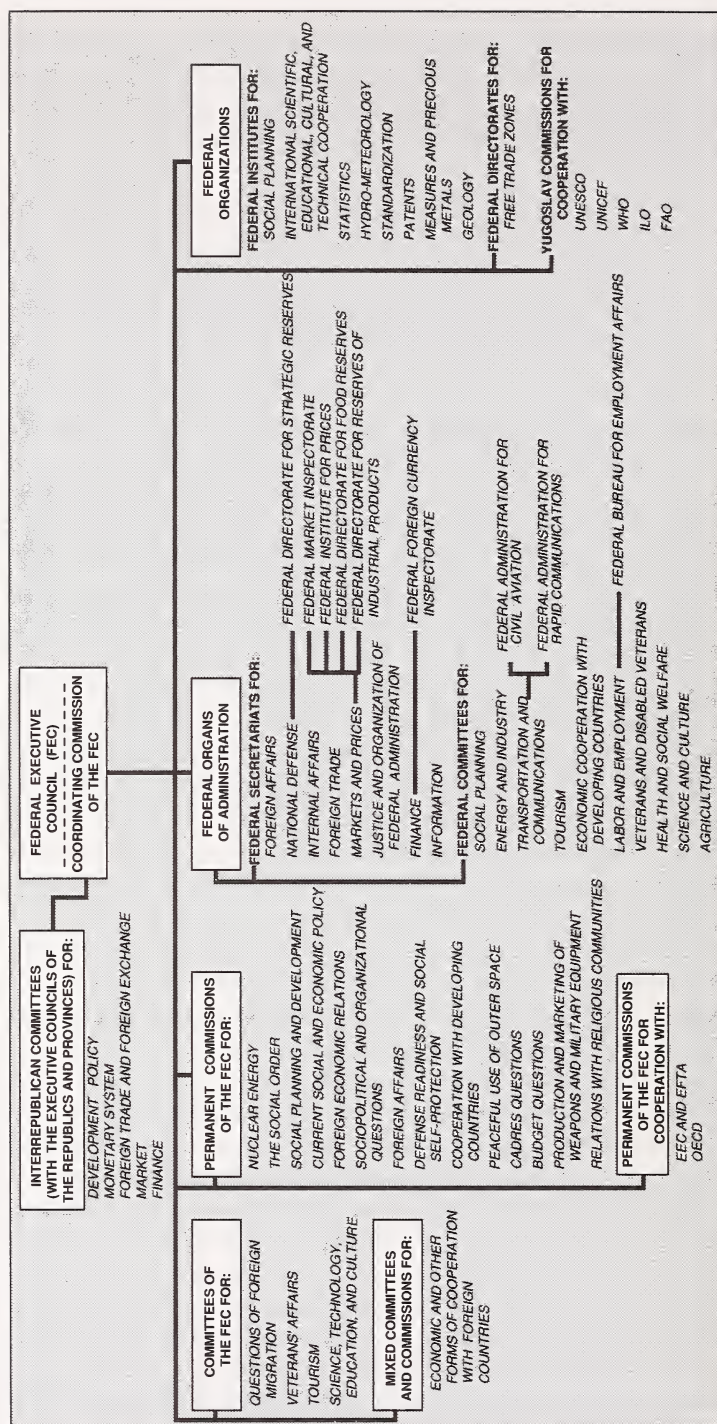 FEDERAL EXECUTIVE
COUNCIL (FEC)
COORDINATING COMMISSION
OF THE FEC
INTERREPUBLICAN COMMITTEES
(WITH THE EXECUTIVE COUNCILS OF
THE REPUBLICS AND PROVINCES) FOR:
DEVELOPMENT POLICY
MONETARY SYSTEM
FOREIGN TRADE AND FOREIGN EXCHANGE
MARKET
FINANCE
COMMITTEES OF
THE FEC FOR:
QUESTIONS OF FOREIGN
MIGRATION
VETERANS' AFFAIRS
TOURISM
SCIENCE, TECHNOLOGY,
EDUCATION, AND CULTURE
MIXED COMMITTEES
AND COMMISSIONS FOR:
ECONOMIC AND OTHER
FORMS OF COOPERATION
WITH FOREIGN
COUNTRIES
PERMANENT COMMISSIONS
OF THE FEC FOR:
NUCLEAR ENERGY
THE SOCIAL ORDER
SOCIAL PLANNING AND DEVELOPMENT
CURRENT SOCIAL AND ECONOMIC POLICY
FOREIGN ECONOMIC RELATIONS
SOCIOPOLITICAL AND ORGANIZATIONAL
QUESTIONS
FOREIGN AFFAIRS
DEFENSE READINESS AND SOCIAL
SELF-PROTECTION
COOPERATION WITH DEVELOPING
COUNTRIES
PEACEFUL USE OF OUTER SPACE
CADRES QUESTIONS
BUDGET QUESTIONS
PRODUCTION AND MARKETING OF
WEAPONS AND MILITARY EQUIPMENT
RELATIONS WITH RELIGIOUS COMMUNITIES
PERMANENT COMMISSIONS
OF THE FEC FOR
COOPERATION WITH:
EEC AND EFTA
OECD
FEDERAL ORGANS
OF ADMINISTRATION
FEDERAL SECRETARIATS FOR:
FOREIGN AFFAIRS
NATIONAL DEFENSE
FEDERAL DIRECTORATE FOR STRATEGIC RESERVES
INTERNAL AFFAIRS
FOREIGN TRADE
MARKETS AND PRICES
FEDERAL MARKET INSPECTORATE
FEDERAL INSTITUTE FOR PRICES
FEDERAL DIRECTORATE FOR FOOD RESERVES
FEDERAL DIRECTORATE FOR RESERVES OF
INDUSTRIAL PRODUCTS
JUSTICE AND ORGANIZATION OF
FEDERAL ADMINISTRATION
FINANCE
FEDERAL FOREIGN CURRENCY
INSPECTORATE
INFORMATION
FEDERAL COMMITTEES FOR:
SOCIAL PLANNING
ENERGY AND INDUSTRY
TRANSPORTATION AND
COMMUNICATIONS
FEDERAL ADMINISTRATION FOR
CIVIL AVIATION
FEDERAL ADMINISTRATION FOR
RAPID COMMUNICATIONS
TOURISM
ECONOMIC COOPERATION WITH
DEVELOPING COUNTRIES
LABOR AND EMPLOYMENT
FEDERAL BUREAU FOR EMPLOYMENT AFFAIRS
VETERANS AND DISABLED VETERANS
HEALTH AND SOCIAL WELFARE
SCIENCE AND CULTURE
AGRICULTURE
FEDERAL
ORGANIZATIONS
FEDERAL INSTITUTES FOR:
SOCIAL PLANNING
INTERNATIONAL SCIENTIFIC,
EDUCATIONAL, CULTURAL, AND
TECHNICAL COOPERATION
STATISTICS
HYDRO-METEOROLOGY
STANDARDIZATION
PATENTS
MEASURES AND PRECIOUS
METALS
GEOLOGY
FEDERAL DIRECTORATES FOR:
FREE TRADE ZONES
YUGOSLAV COMMISSIONS FOR
COOPERATION WITH:
UNESCO
UNICEF
WHO
ILO
FAO